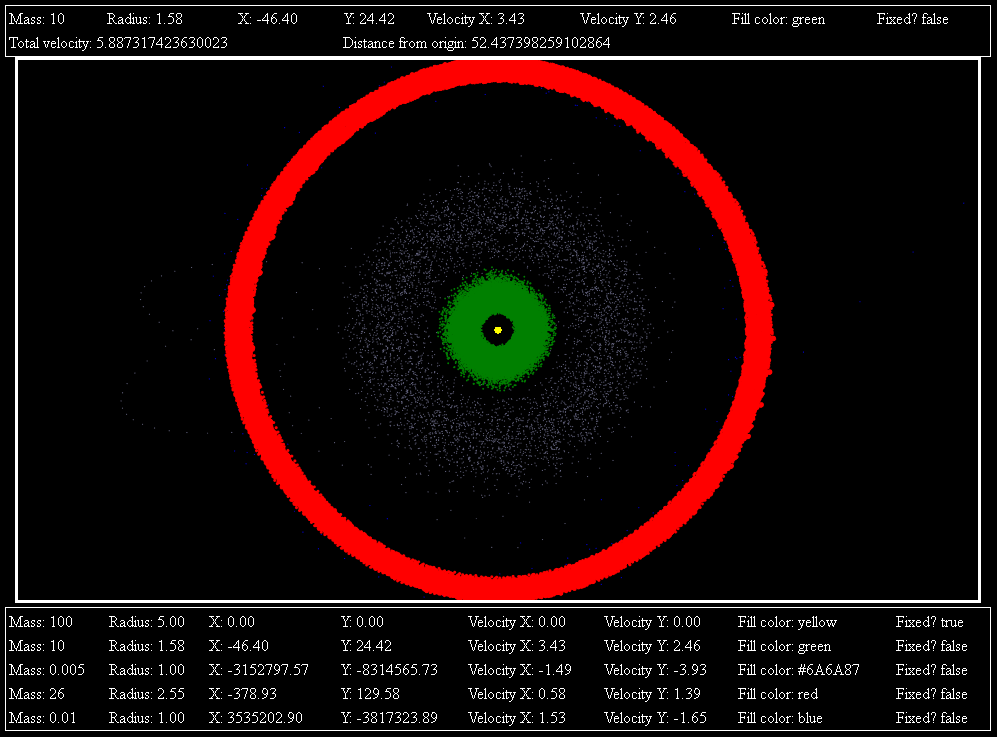 Mass: 10 Radius: 1.58 X: -46.40 Y: 24.42 Velocity X: 3.43 Velocity Y: 2.46 Fill color: green Fixed? false
Total velocity: 5.887317423630023 Distance from origin: 52.437398259102864
Mass: 100 Radius: 5.00 X: 0.00 Y: 0.00 Velocity X: 0.00 Velocity Y: 0.00 Fill color: yellow Fixed? true
Mass: 10 Radius: 1.58 X: -46.40 Y: 24.42 Velocity X: 3.43 Velocity Y: 2.46 Fill color: green Fixed? false
Mass: 0.005 Radius: 1.00 X: -3152797.57 Y: -8314565.73 Velocity X: -1.49 Velocity Y: -3.93 Fill color: #6A6A87 Fixed? false
Mass: 26 Radius: 2.55 X: -378.93 Y: 129.58 Velocity X: 0.58 Velocity Y: 1.39 Fill color: red Fixed? false
Mass: 0.01 Radius: 1.00 X: 3535202.90 Y: -3817323.89 Velocity X: 1.53 Velocity Y: -1.65 Fill color: blue Fixed? false